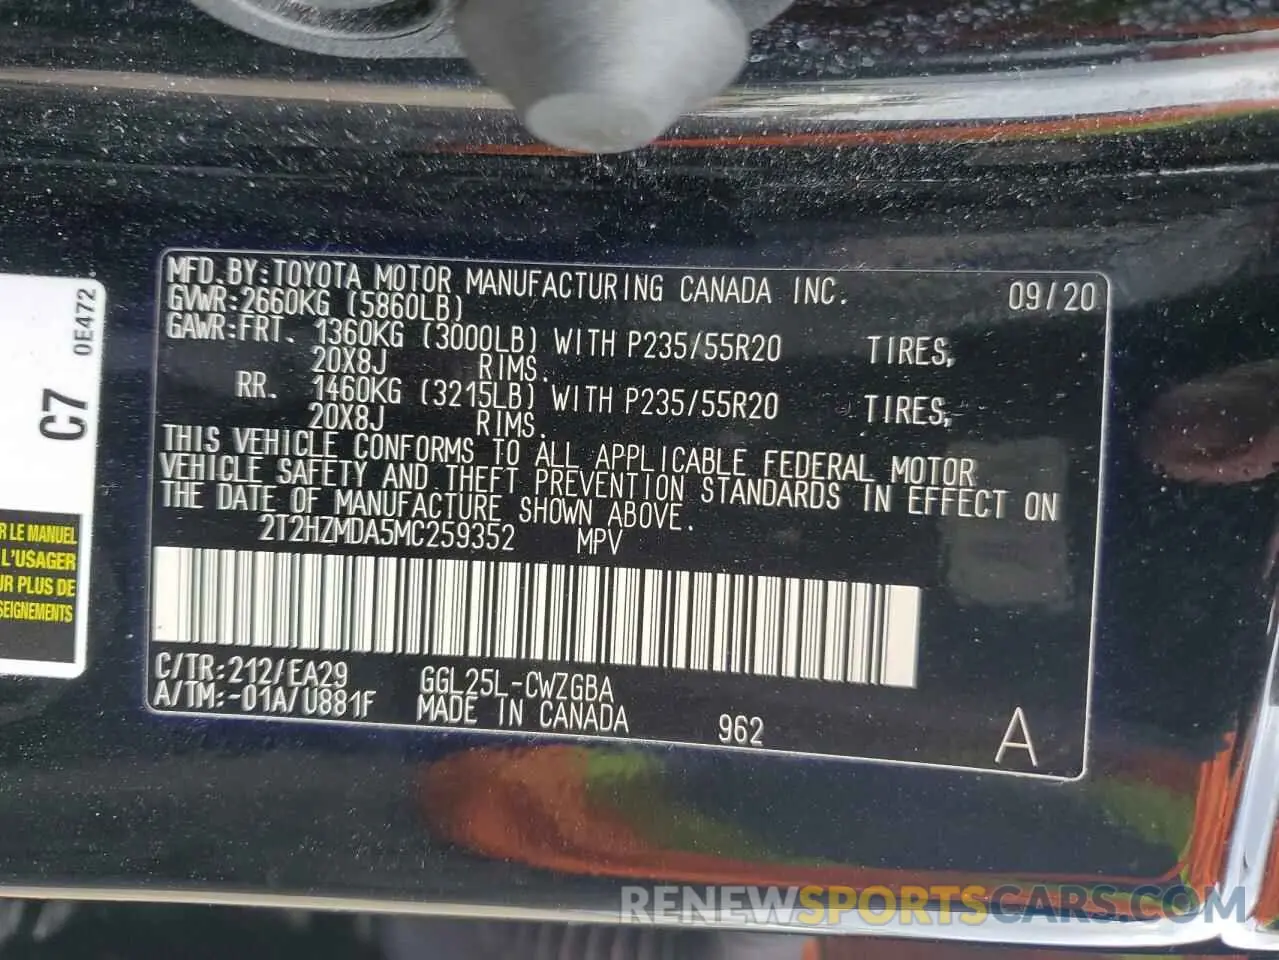 MFD.BY:TOYOTA MOTOR MANUFACTURING CANADA INC. 09/20
GVWR:2660KG (5860LB)
GAWR:FRT. 1360KG (3000LB) WITH P235/55R20 TIRES,
20X8J RIMS.
RR. 1460KG (3215LB) WITH P235/55R20 TIRES,
20X8J RIMS.
THIS VEHICLE CONFORMS TO ALL APPLICABLE FEDERAL MOTOR
VEHICLE SAFETY AND THEFT PREVENTION STANDARDS IN EFFECT ON
THE DATE OF MANUFACTURE SHOWN ABOVE.
2T2HZMDA5MC259352 MPV
C/TR:212/EA29 GGL25L-CWZGBA
A/TM:-01A/U881F MADE IN CANADA 962 A
C7
0E472
LE MANUEL
L'USAGER
PLUS DE
RENEWSPORTSCARS.COM